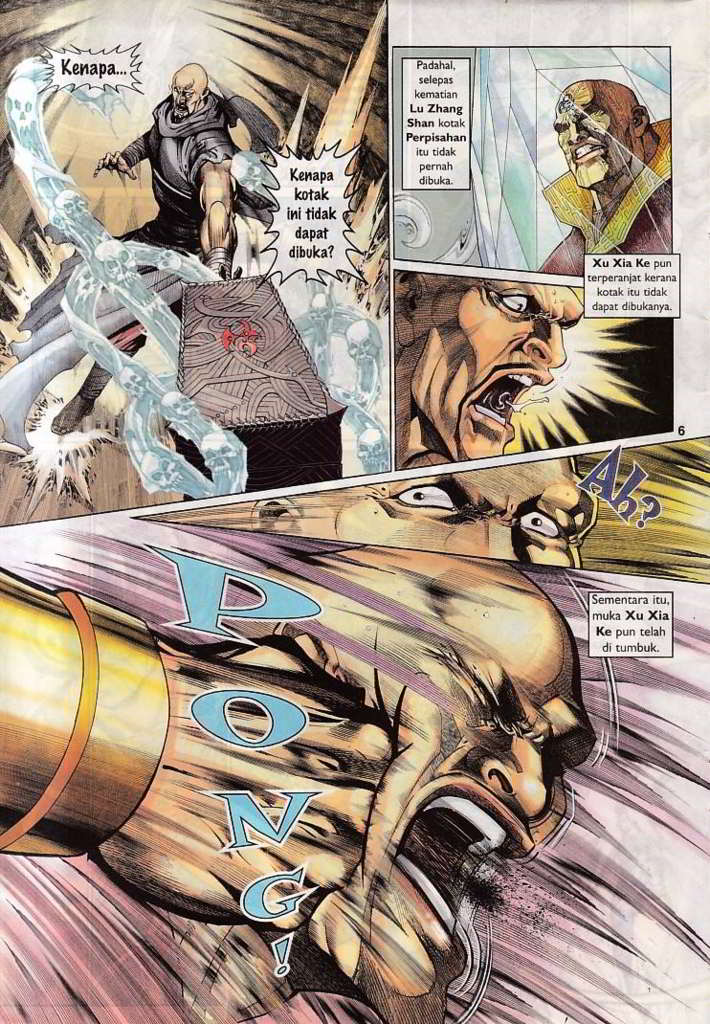 Kenapa...
Kenapa
kotak
ini tidak
dapat
dibuka?
Padahal,
selepas
kematian
Lu Zhang
Shan kotak
Perpisahan
itu tidak
pernah
dibuka.
Xu Xia Ke pun
terperanjat kerana
kotak itu tidak
dapat dibukanya.
6
Ah?
Sementara itu,
muka Xu Xia
Ke pun telah
di tumbuk.
PONG!